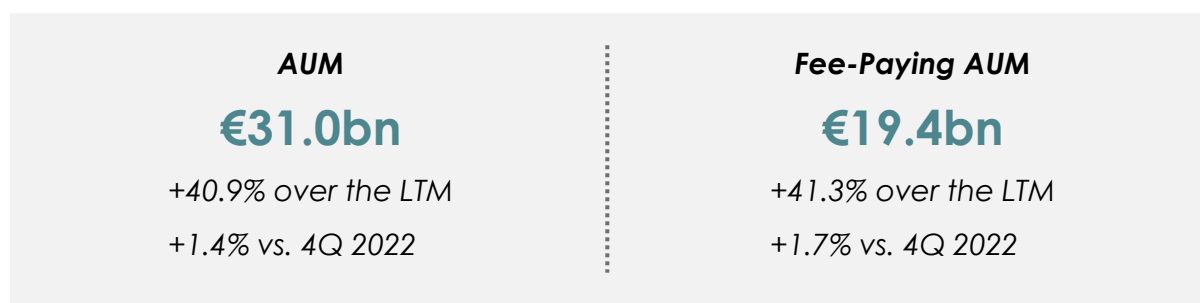 AUM
€31.0bn
+40.9% over the LTM
+1.4% vs. 4Q 2022
Fee-Paying AUM
€19.4bn
+41.3% over the LTM
+1.7% vs. 4Q 2022